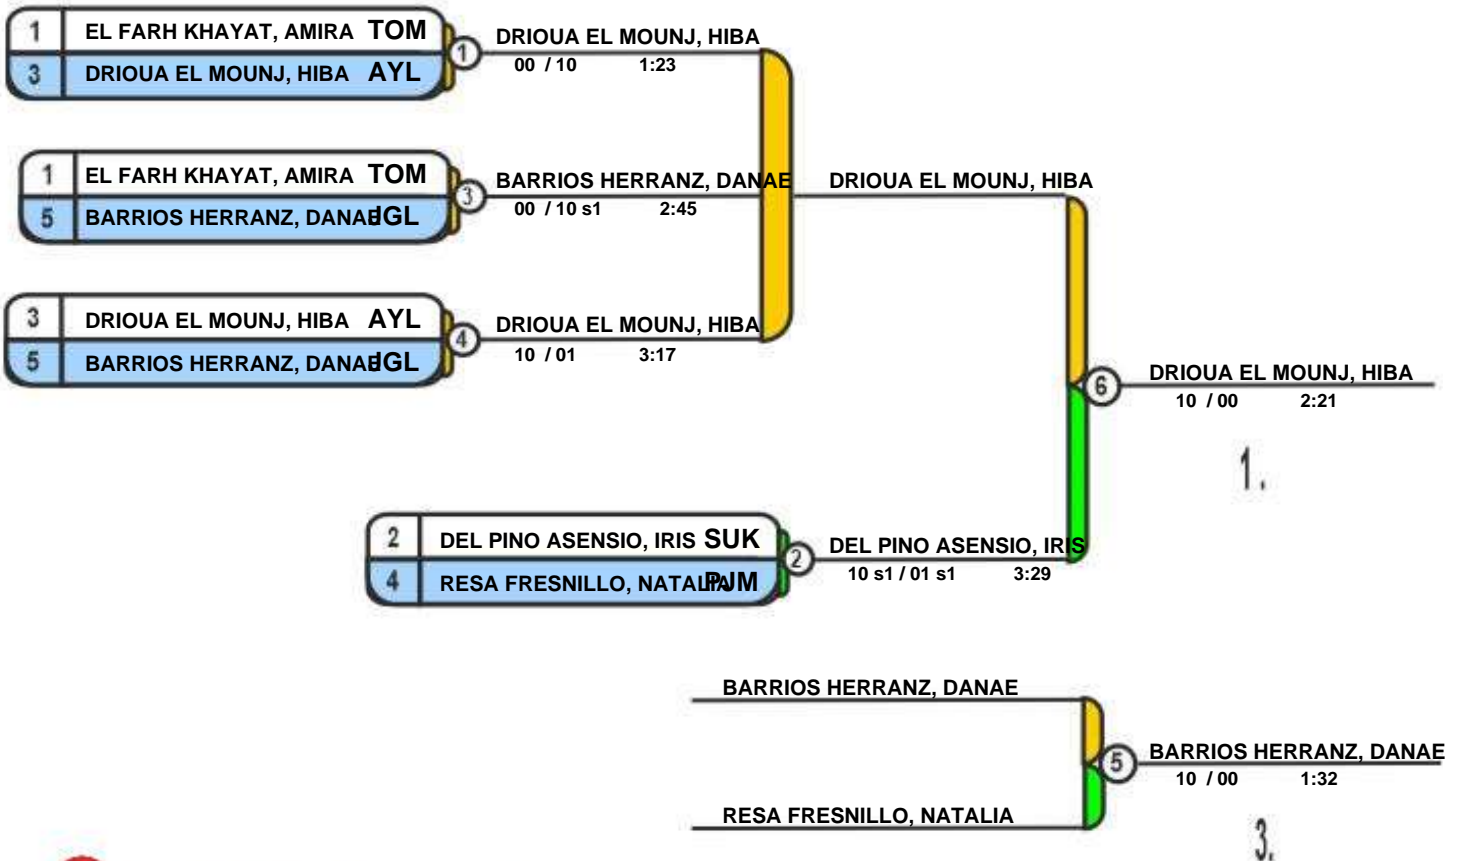 1 EL FARH KHAYAT, AMIRA TOM
3 DRIOUA EL MOUNJ, HIBA AYL
1 DRIOUA EL MOUNJ, HIBA
00 / 10 1:23
1 EL FARH KHAYAT, AMIRA TOM
5 BARRIOS HERRANZ, DANAE JGL
3 BARRIOS HERRANZ, DANAE
00 / 10 s1 2:45
DRIOUA EL MOUNJ, HIBA
3 DRIOUA EL MOUNJ, HIBA AYL
5 BARRIOS HERRANZ, DANAE JGL
4 DRIOUA EL MOUNJ, HIBA
10 / 01 3:17
6 DRIOUA EL MOUNJ, HIBA
10 / 00 2:21
1.
2 DEL PINO ASENSIO, IRIS SUK
4 RESA FRESNILLO, NATALIA PJM
2 DEL PINO ASENSIO, IRIS
10 s1 / 01 s1 3:29
BARRIOS HERRANZ, DANAE
5 BARRIOS HERRANZ, DANAE
10 / 00 1:32
RESA FRESNILLO, NATALIA
3.